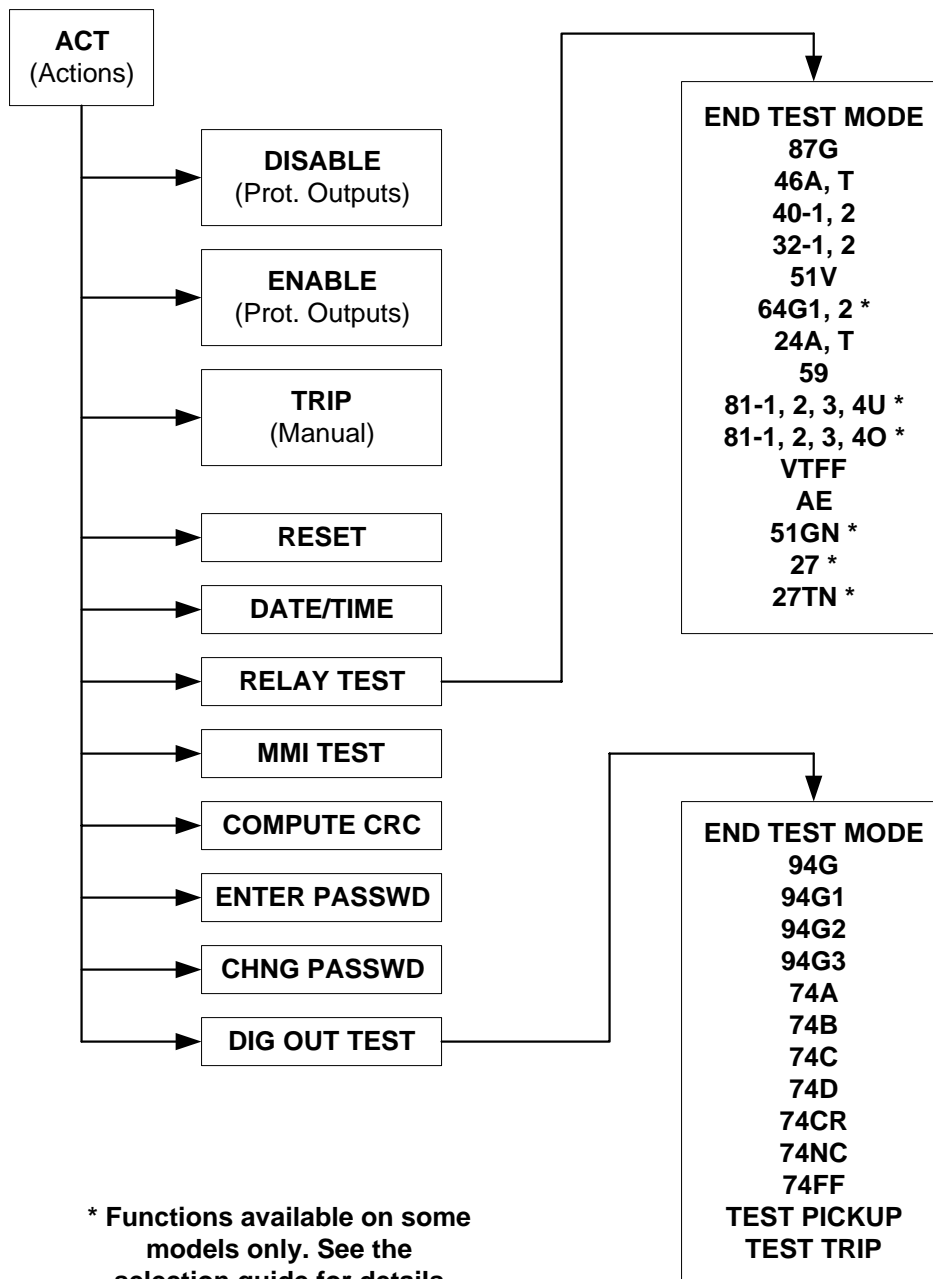 ACT
(Actions)
DISABLE
(Prot. Outputs)
ENABLE
(Prot. Outputs)
TRIP
(Manual)
RESET
DATE/TIME
RELAY TEST
MMI TEST
COMPUTE CRC
ENTER PASSWD
CHNG PASSWD
DIG OUT TEST
END TEST MODE
87G
46A, T
40-1, 2
32-1, 2
51V
64G1, 2 *
24A, T
59
81-1, 2, 3, 4U *
81-1, 2, 3, 4O *
VTFF
AE
51GN *
27 *
27TN *
END TEST MODE
94G
94G1
94G2
94G3
74A
74B
74C
74D
74CR
74NC
74FF
TEST PICKUP
TEST TRIP
* Functions available on some
models only. See the
selection guide for details